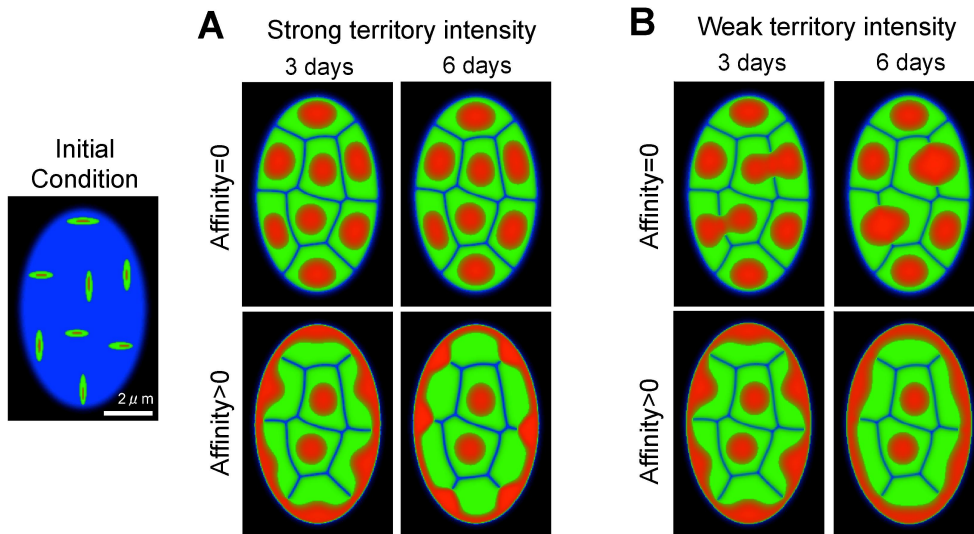 A
Strong territory intensity
3 days
6 days
B
Weak territory intensity
3 days
6 days
Initial
Condition
2μm
Affinity=0
Affinity>0
Affinity=0
Affinity>0